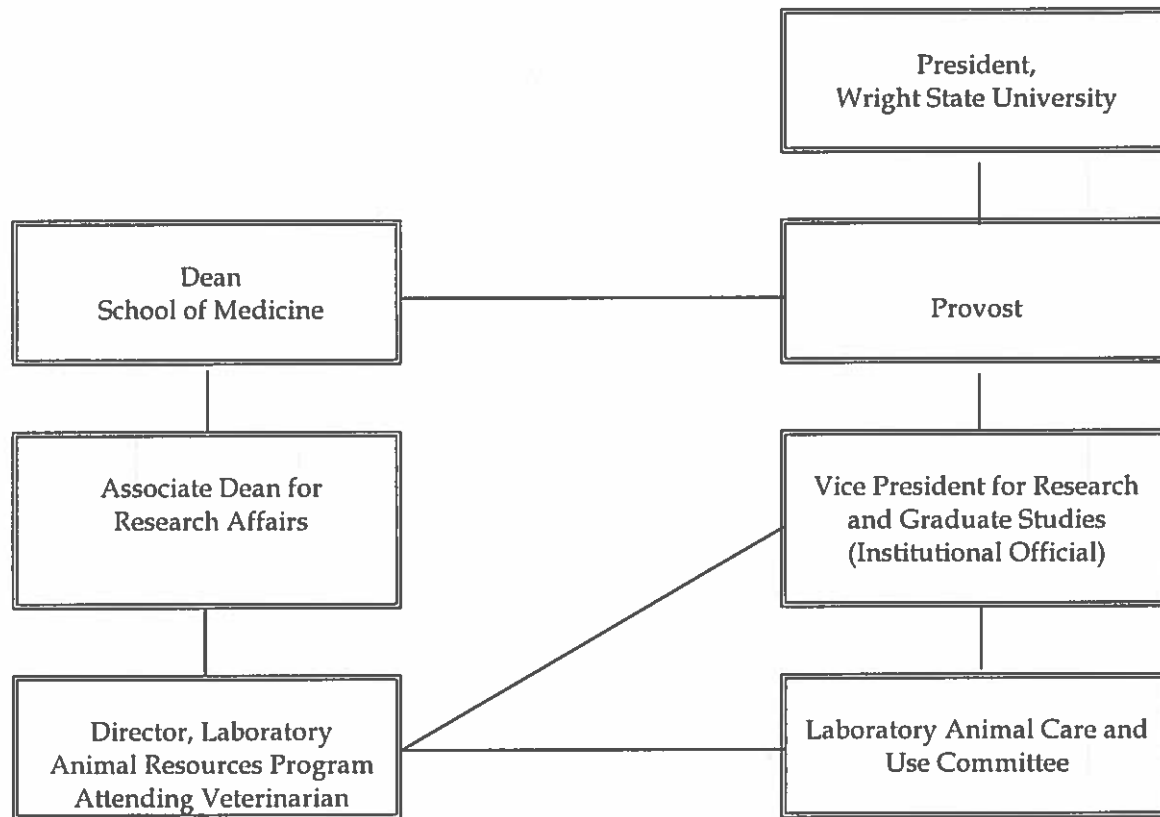 President,
Wright State University
Dean
School of Medicine
Provost
Associate Dean for
Research Affairs
Vice President for Research
and Graduate Studies
(Institutional Official)
Director, Laboratory
Animal Resources Program
Attending Veterinarian
Laboratory Animal Care and
Use Committee